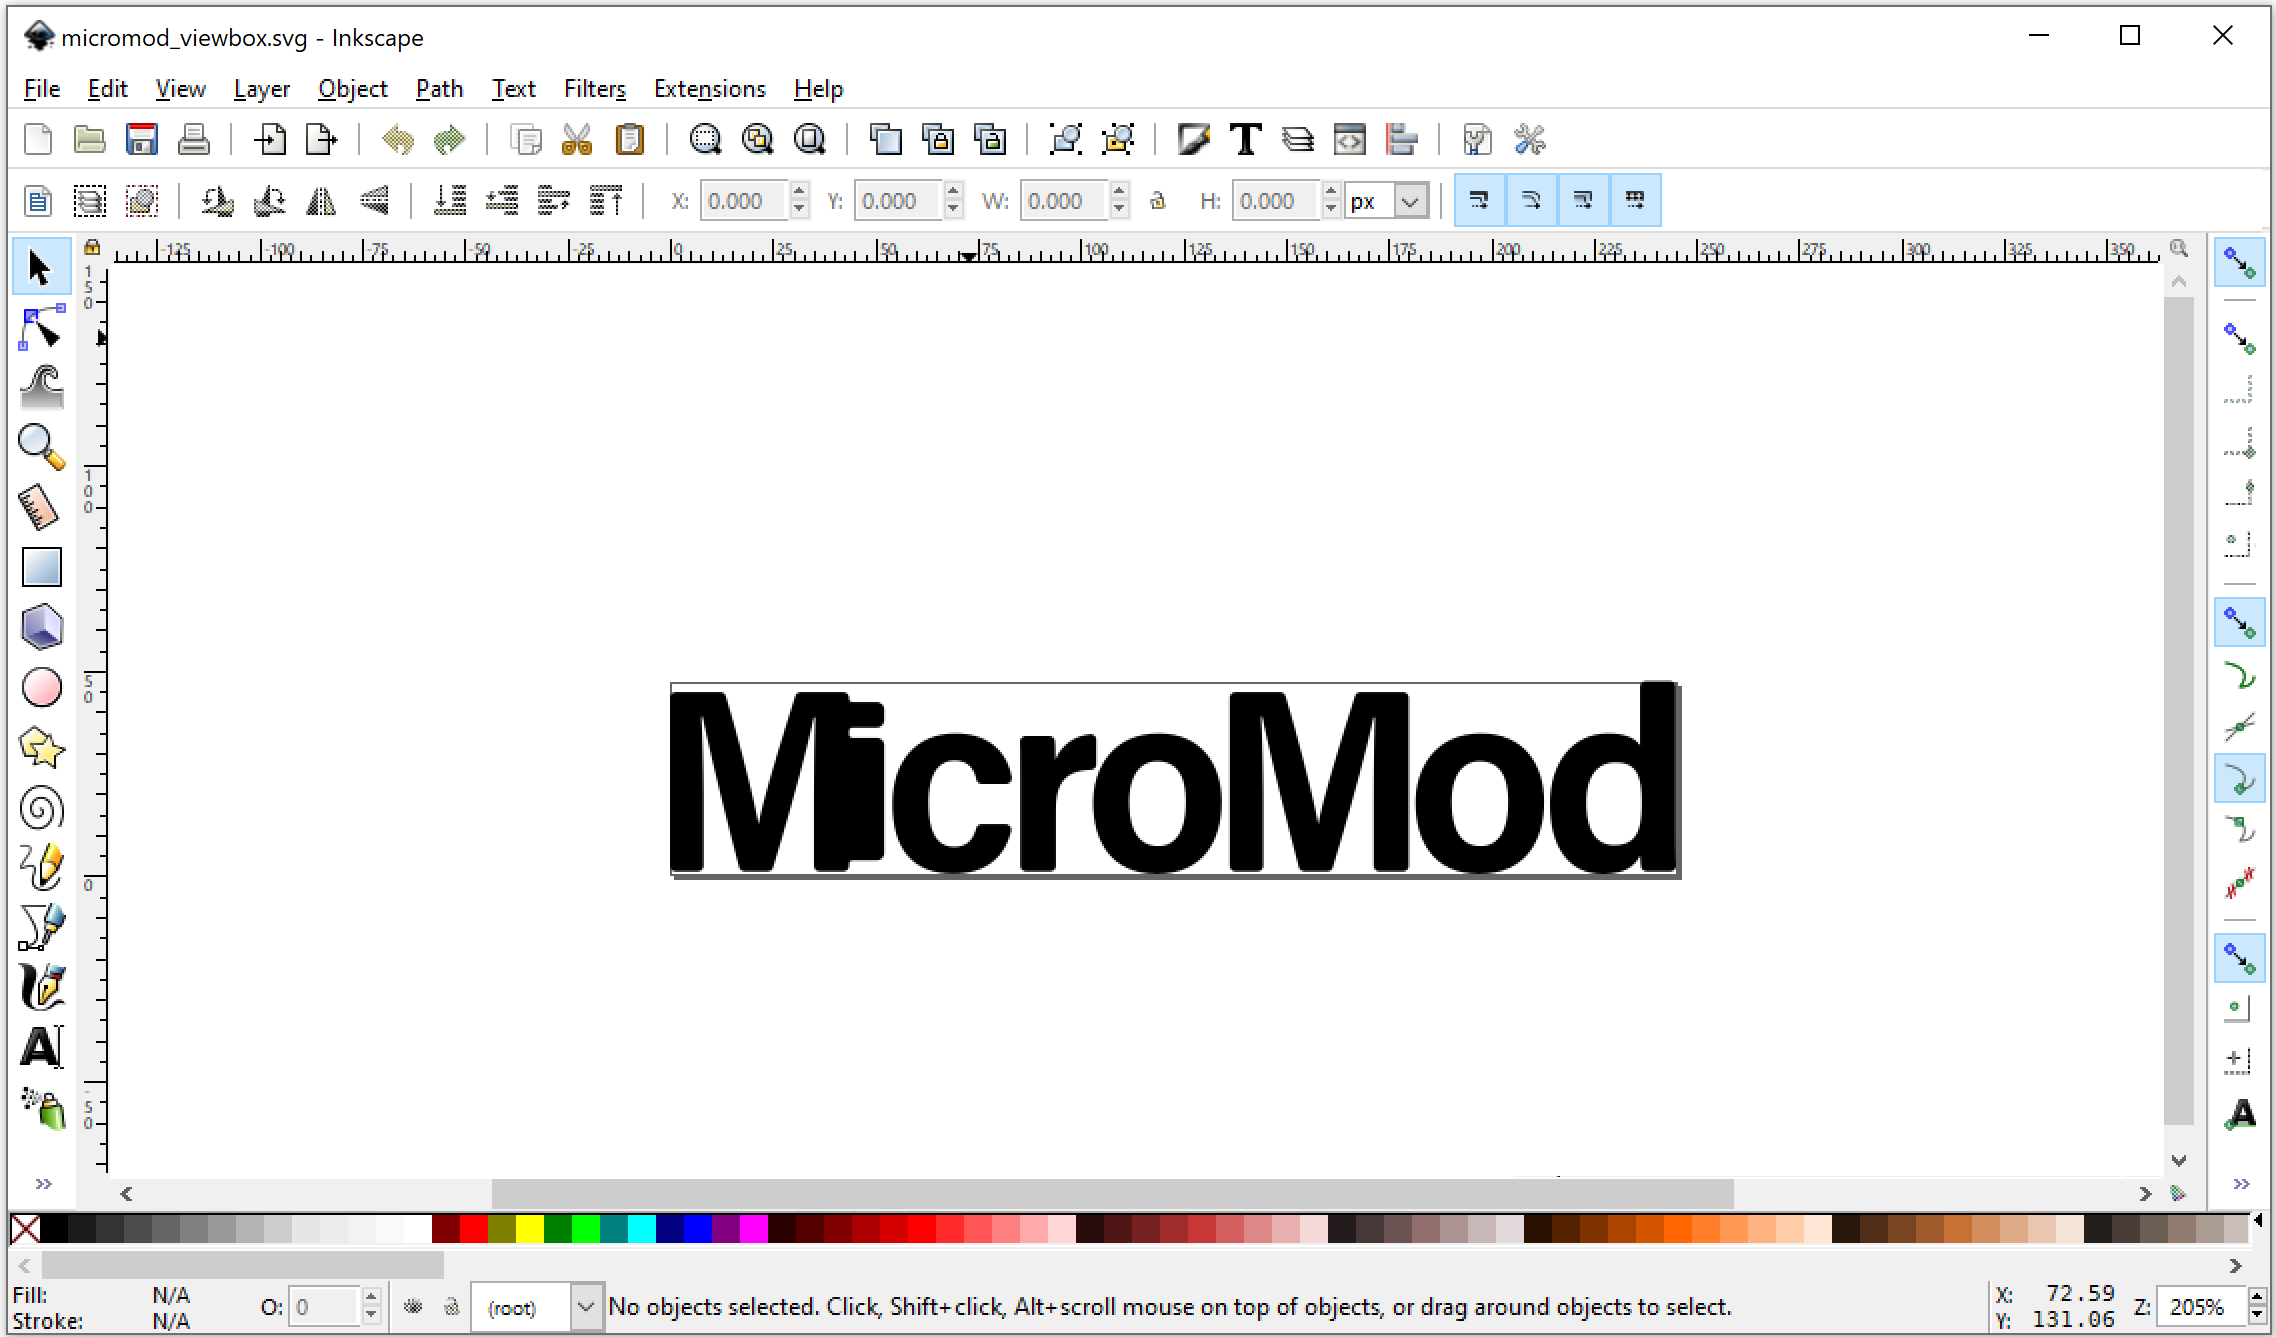 micromod_viewbox.svg - Inkscape
File Edit View Layer Object Path Text Filters Extensions Help
X: 0.000 Y: 0.000 W: 0.000 H: 0.000 px
-125 -100 -75 -50 -25 0 25 50 75 100 125 150 175 200 225 250 275 300 325 350
150
100
50
0
-50
MicroMod
Fill: N/A
Stroke: N/A
O: 0
(root)
No objects selected. Click, Shift+click, Alt+scroll mouse on top of objects, or drag around objects to select.
X: 72.59
Y: 131.06
Z: 205%